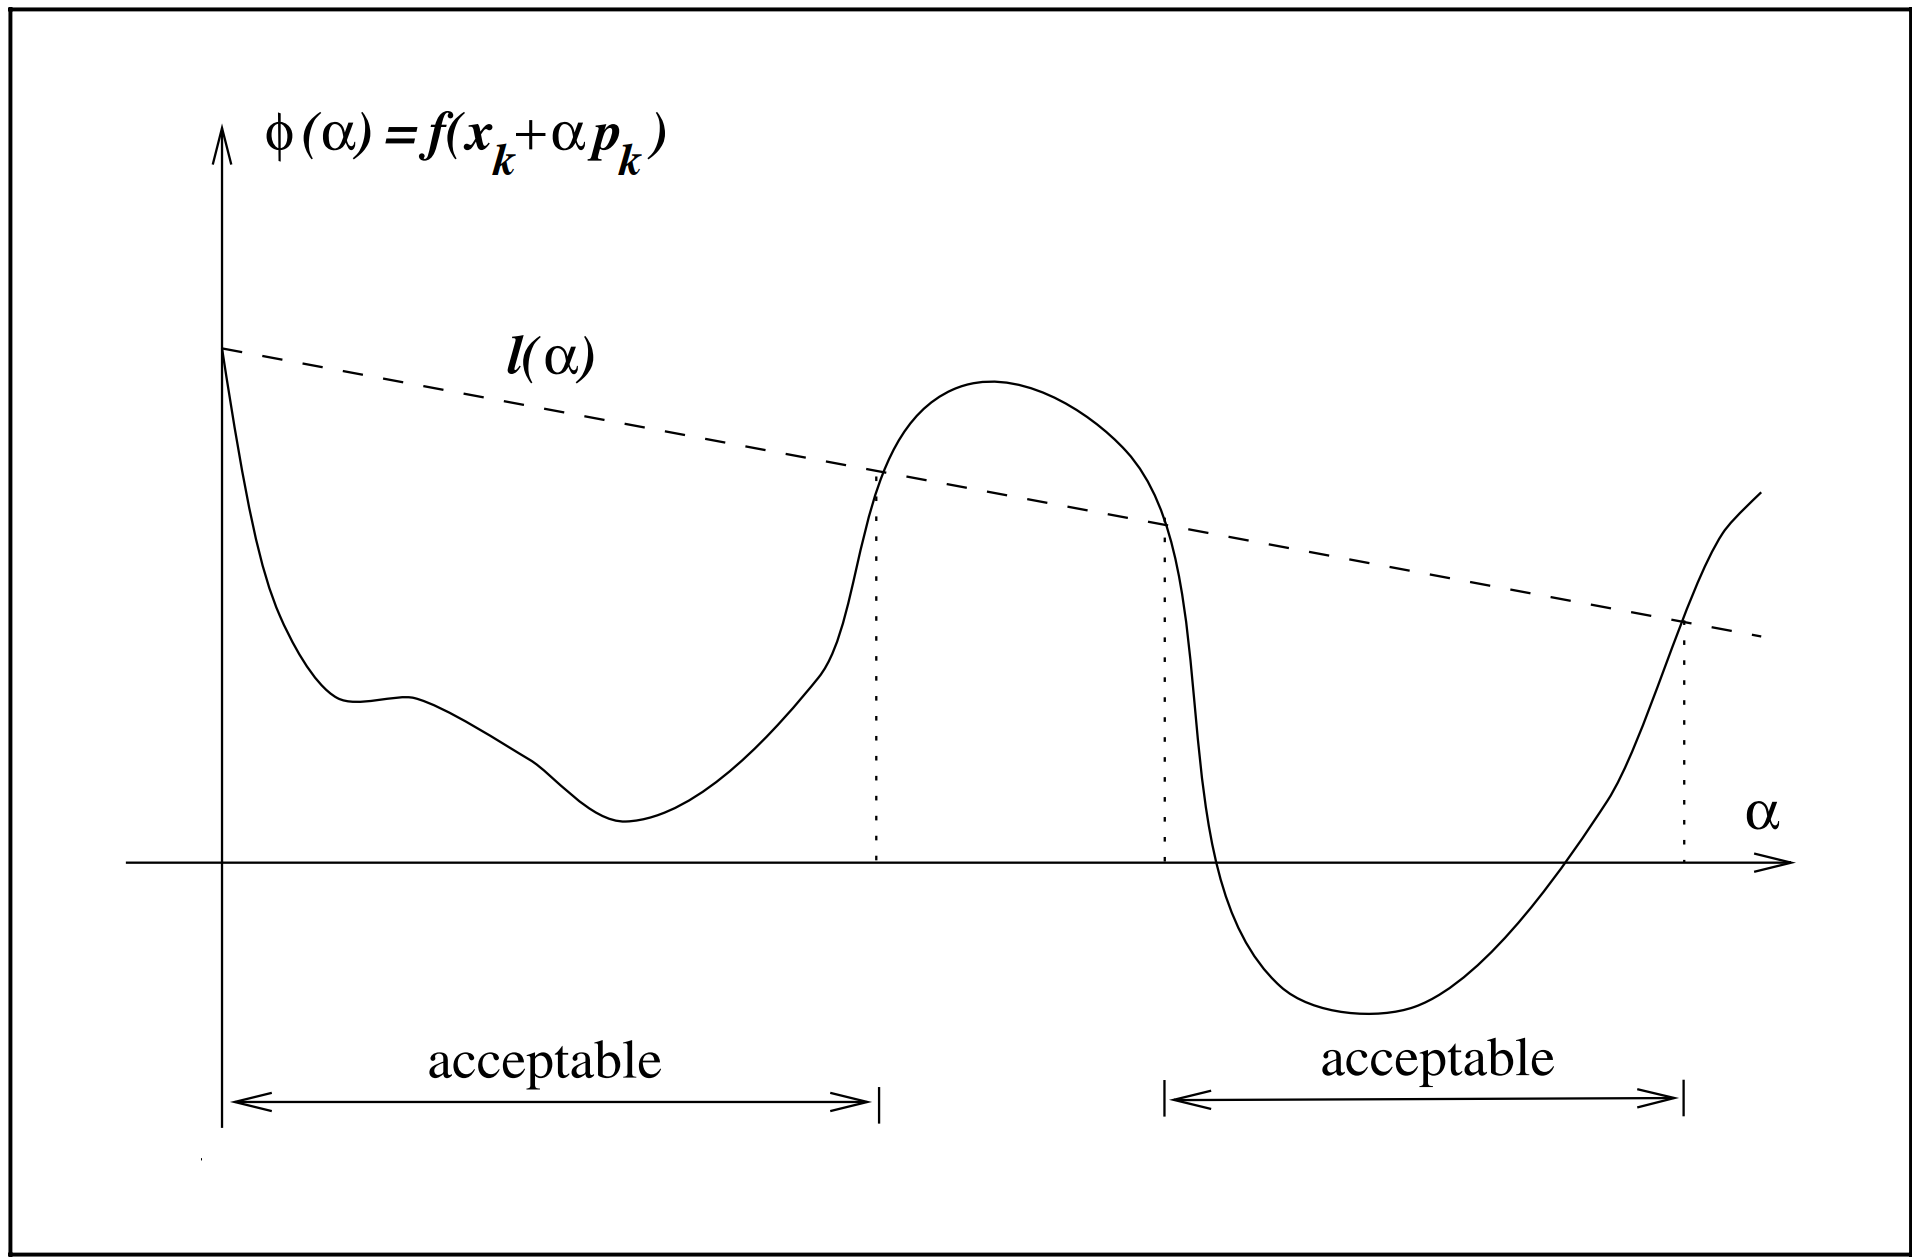 ϕ(α) = f(x_k+αp_k)
l(α)
α
acceptable
acceptable